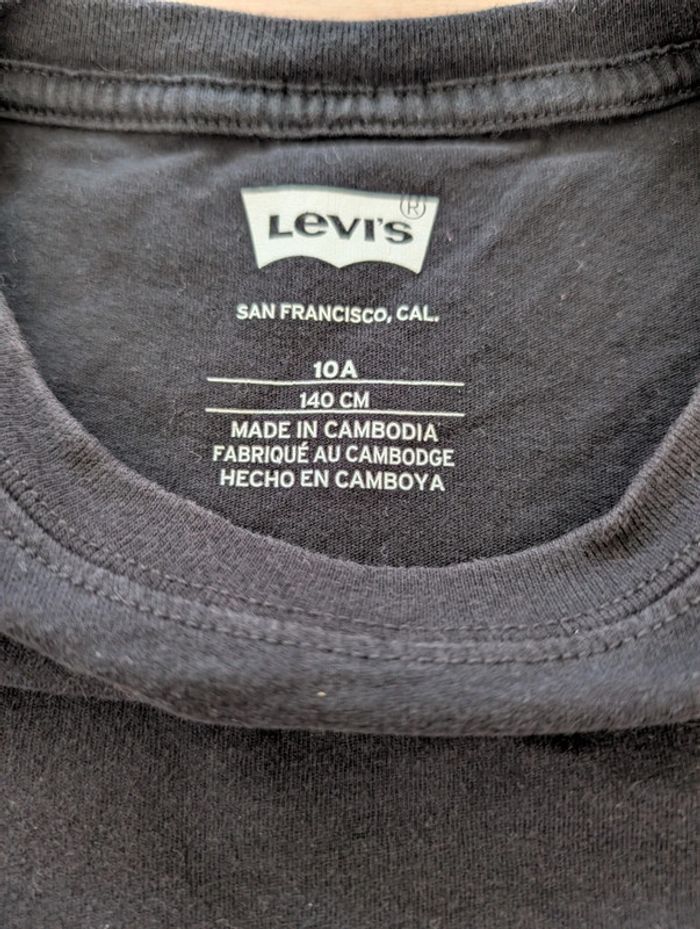 Levi's ®
SAN FRANCISCO, CAL.
10A
140 CM
MADE IN CAMBODIA
FABRIQUÉ AU CAMBODGE
HECHO EN CAMBOYA